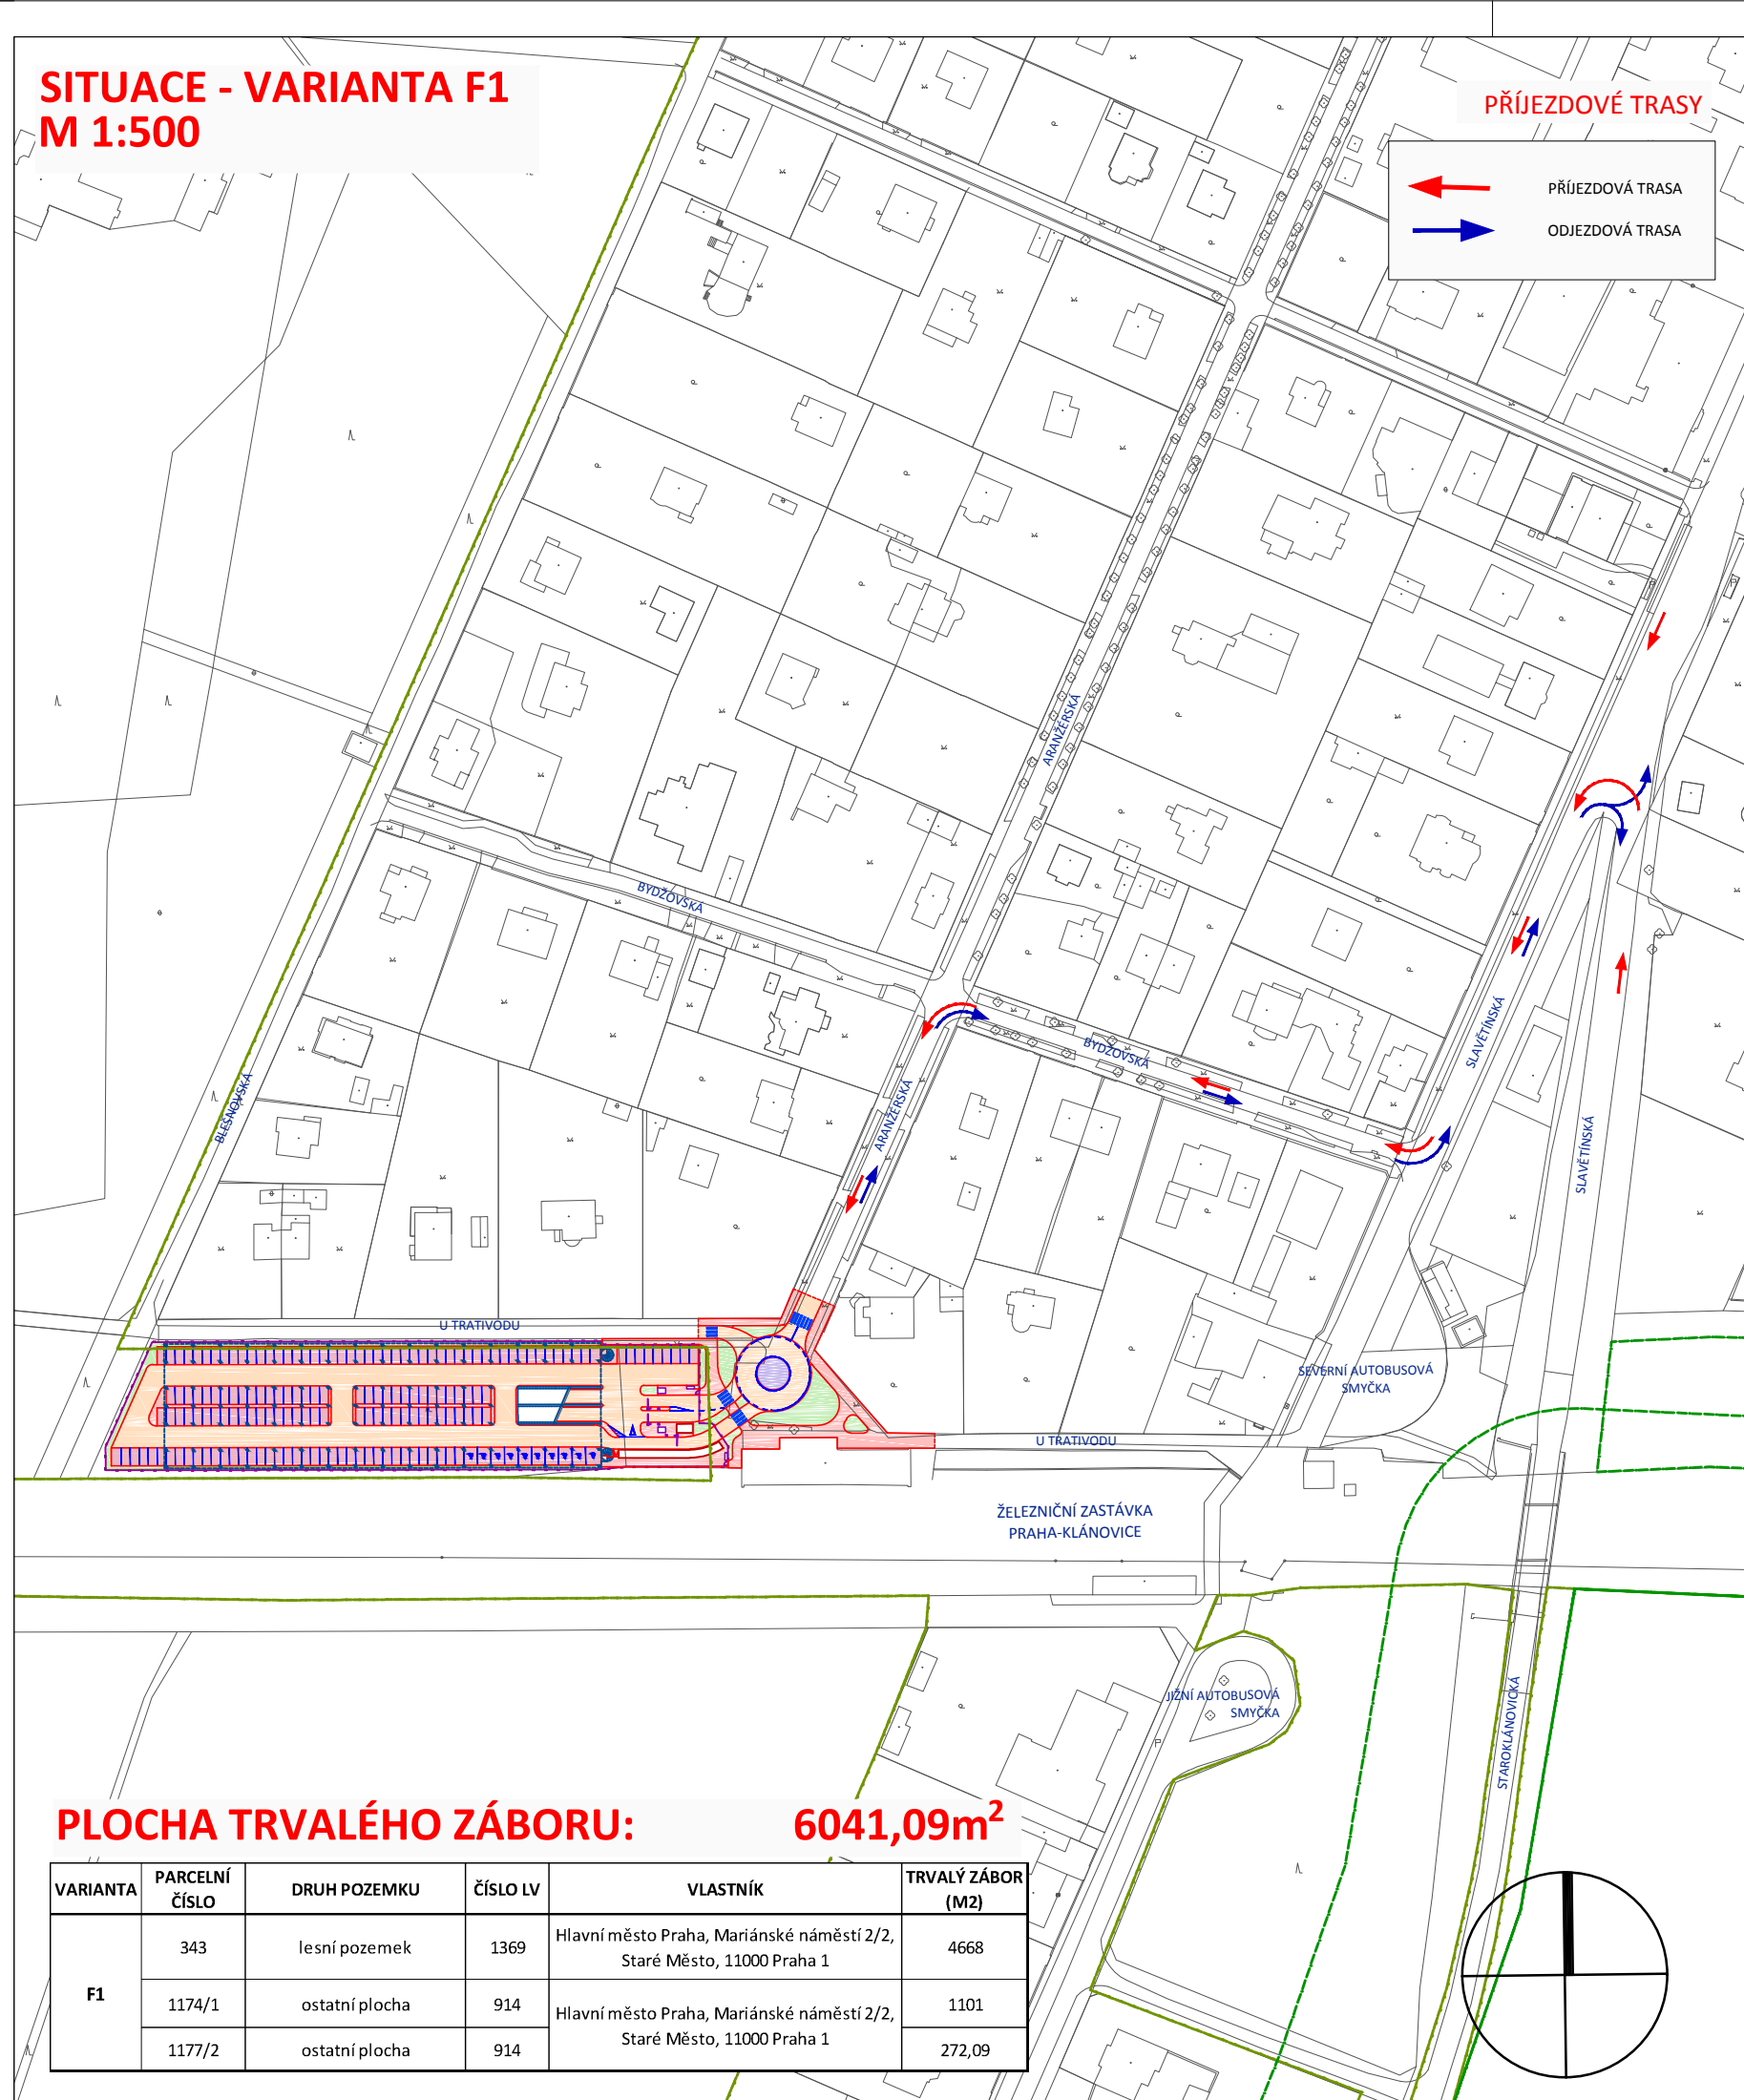 SITUACE - VARIANTA F1
M 1:500
PŘÍJEZDOVÉ TRASY
PŘÍJEZDOVÁ TRASA
ODJEZDOVÁ TRASA
ARANŽÉRSKÁ
BYDŽOVSKÁ
SLAVĚTÍNSKÁ
BYDŽOVSKÁ
BLEŠNOVSKÁ
ARANŽÉRSKÁ
SLAVĚTÍNSKÁ
U TRATIVODU
SEVERNÍ AUTOBUSOVÁ
SMYČKA
U TRATIVODU
ŽELEZNIČNÍ ZASTÁVKA
PRAHA-KLÁNOVICE
JIŽNÍ AUTOBUSOVÁ
SMYČKA
STAROKLÁNOVICKÁ
PLOCHA TRVALÉHO ZÁBORU: 6041,09m²
VARIANTA PARCELNÍ ČÍSLO DRUH POZEMKU ČÍSLO LV VLASTNÍK TRVALÝ ZÁBOR (M2)
F1
343 lesní pozemek 1369 Hlavní město Praha, Mariánské náměstí 2/2, Staré Město, 11000 Praha 1 4668
1174/1 ostatní plocha 914 Hlavní město Praha, Mariánské náměstí 2/2, Staré Město, 11000 Praha 1 1101
1177/2 ostatní plocha 914 272,09